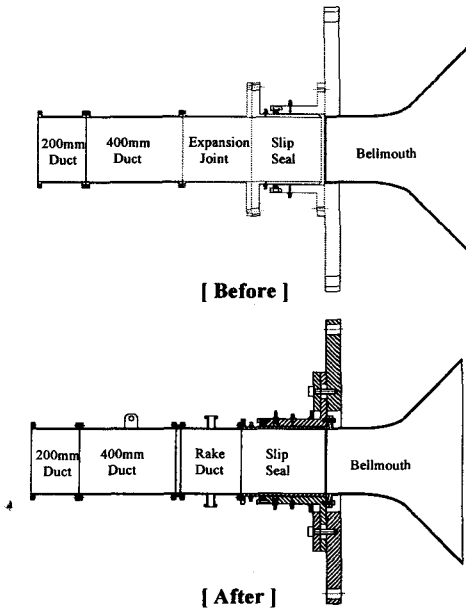 200mm Duct
400mm Duct
Expansion Joint
Slip Seal
Bellmouth
[ Before ]
200mm Duct
400mm Duct
Rake Duct
Slip Seal
Bellmouth
[ After ]